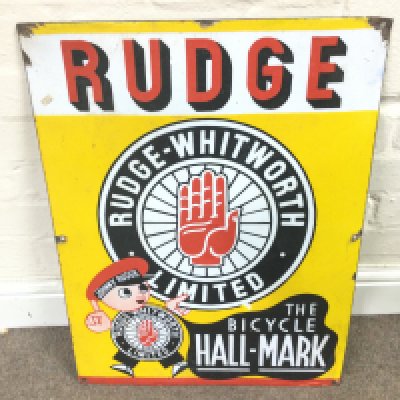 RUDGE
RUDGE-WHITWORTH
LIMITED
THE
BICYCLE
HALL-MARK